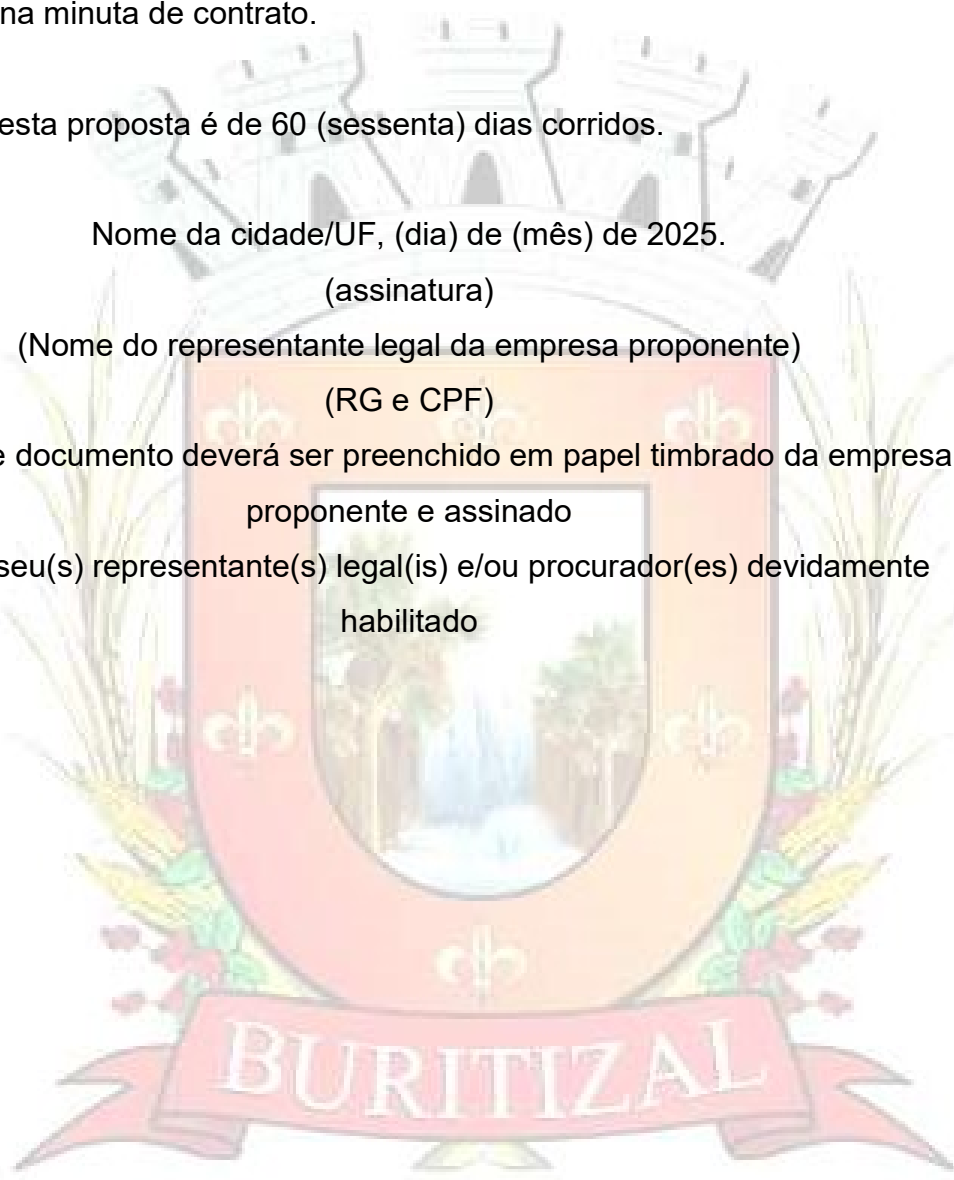 na minuta de contrato.
esta proposta é de 60 (sessenta) dias corridos.
Nome da cidade/UF, (dia) de (mês) de 2025.
(assinatura)
(Nome do representante legal da empresa proponente)
(RG e CPF)
e documento deverá ser preenchido em papel timbrado da empresa
proponente e assinado
seu(s) representante(s) legal(is) e/ou procurador(es) devidamente
habilitado
BURITIZAL